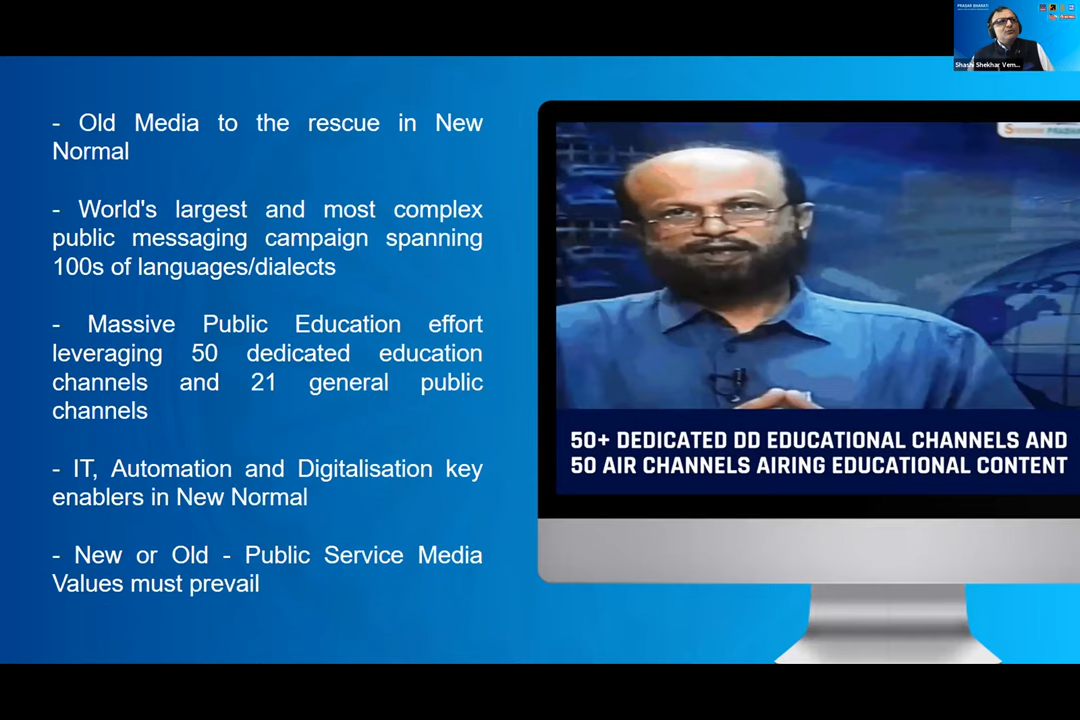 PRASAR BHARATI
Shashi Shekhar Vem...
- Old Media to the rescue in New
Normal
- World's largest and most complex
public messaging campaign spanning
100s of languages/dialects
- Massive Public Education effort
leveraging 50 dedicated education
channels and 21 general public
channels
- IT, Automation and Digitalisation key
enablers in New Normal
- New or Old - Public Service Media
Values must prevail
50+ DEDICATED DD EDUCATIONAL CHANNELS AND
50 AIR CHANNELS AIRING EDUCATIONAL CONTENT